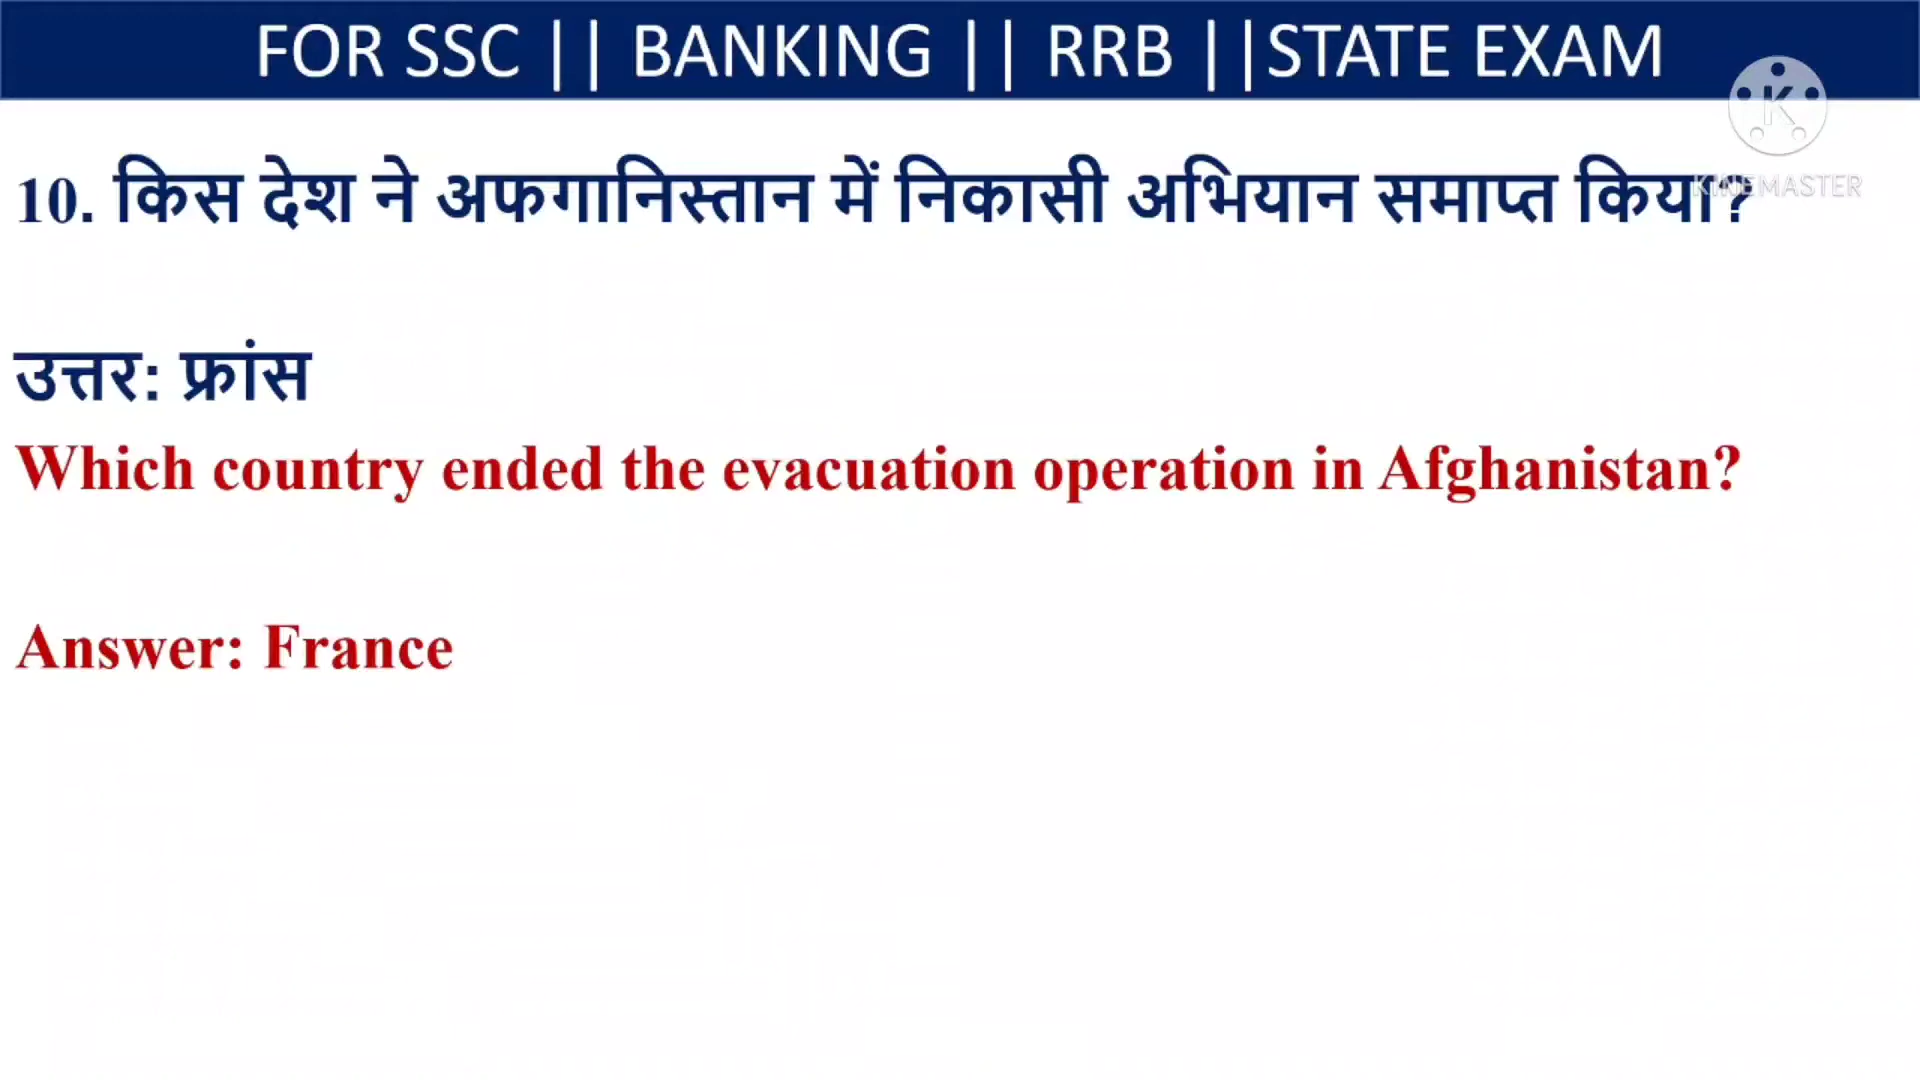 FOR SSC || BANKING || RRB ||STATE EXAM
K
KINEMASTER
10. किस देश ने अफगानिस्तान में निकासी अभियान समाप्त किया?
उत्तर: फ्रांस
Which country ended the evacuation operation in Afghanistan?
Answer: France